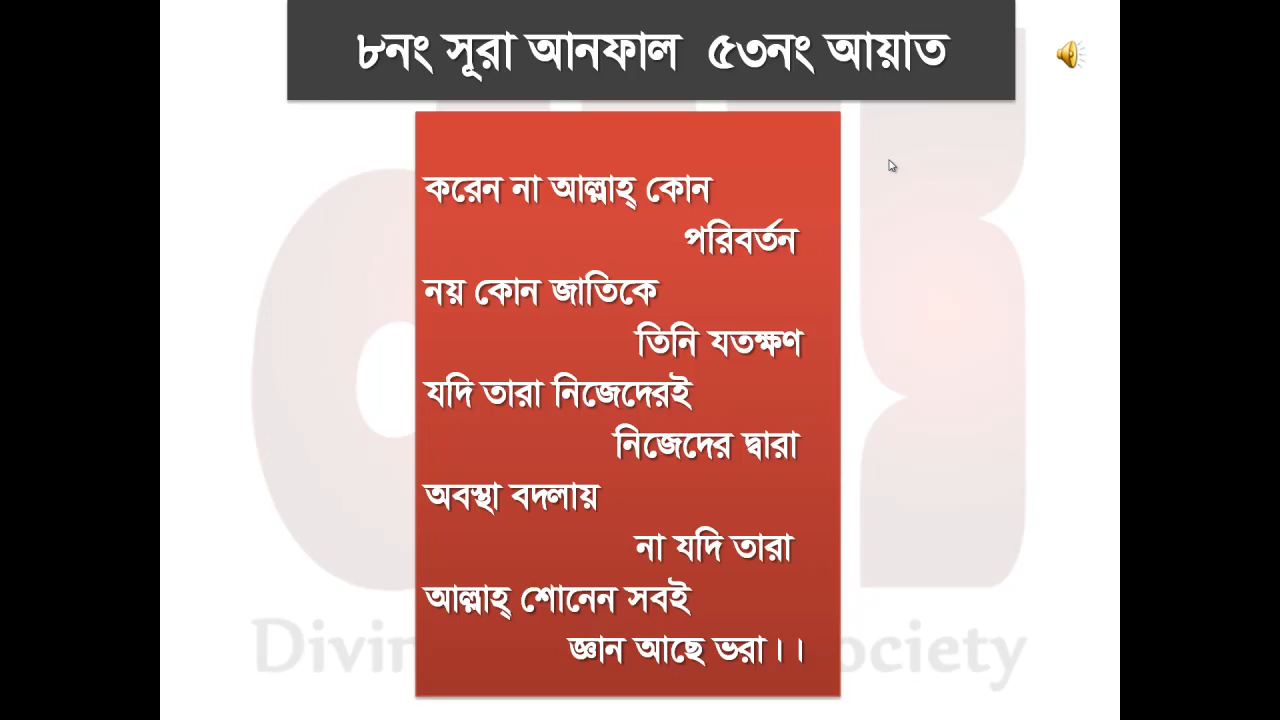 ৮নং সূরা আনফাল ৫৩নং আয়াত
করেন না আল্লাহ্ কোন
পরিবর্তন
নয় কোন জাতিকে
তিনি যতক্ষণ
যদি তারা নিজেদেরই
নিজেদের দ্বারা
অবস্থা বদলায়
না যদি তারা
আল্লাহ্ শোনেন সবই
জ্ঞান আছে ভরা।।